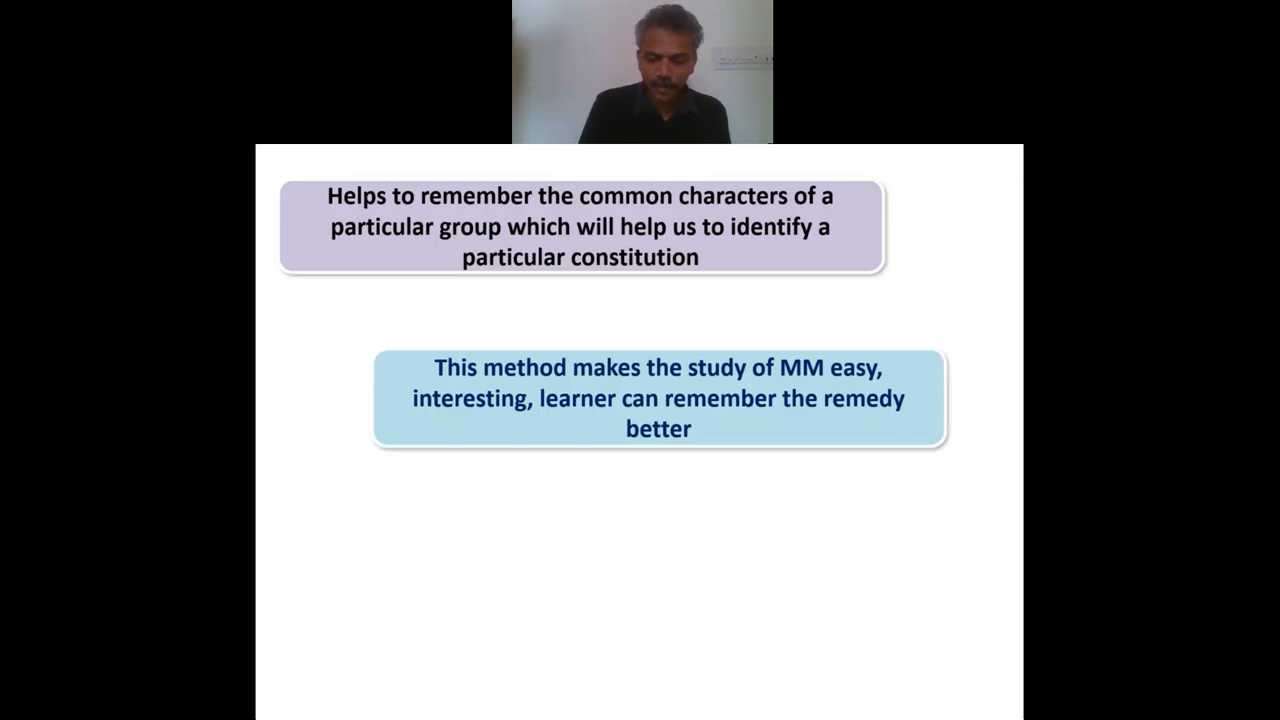 Helps to remember the common characters of a
particular group which will help us to identify a
particular constitution
This method makes the study of MM easy,
interesting, learner can remember the remedy
better